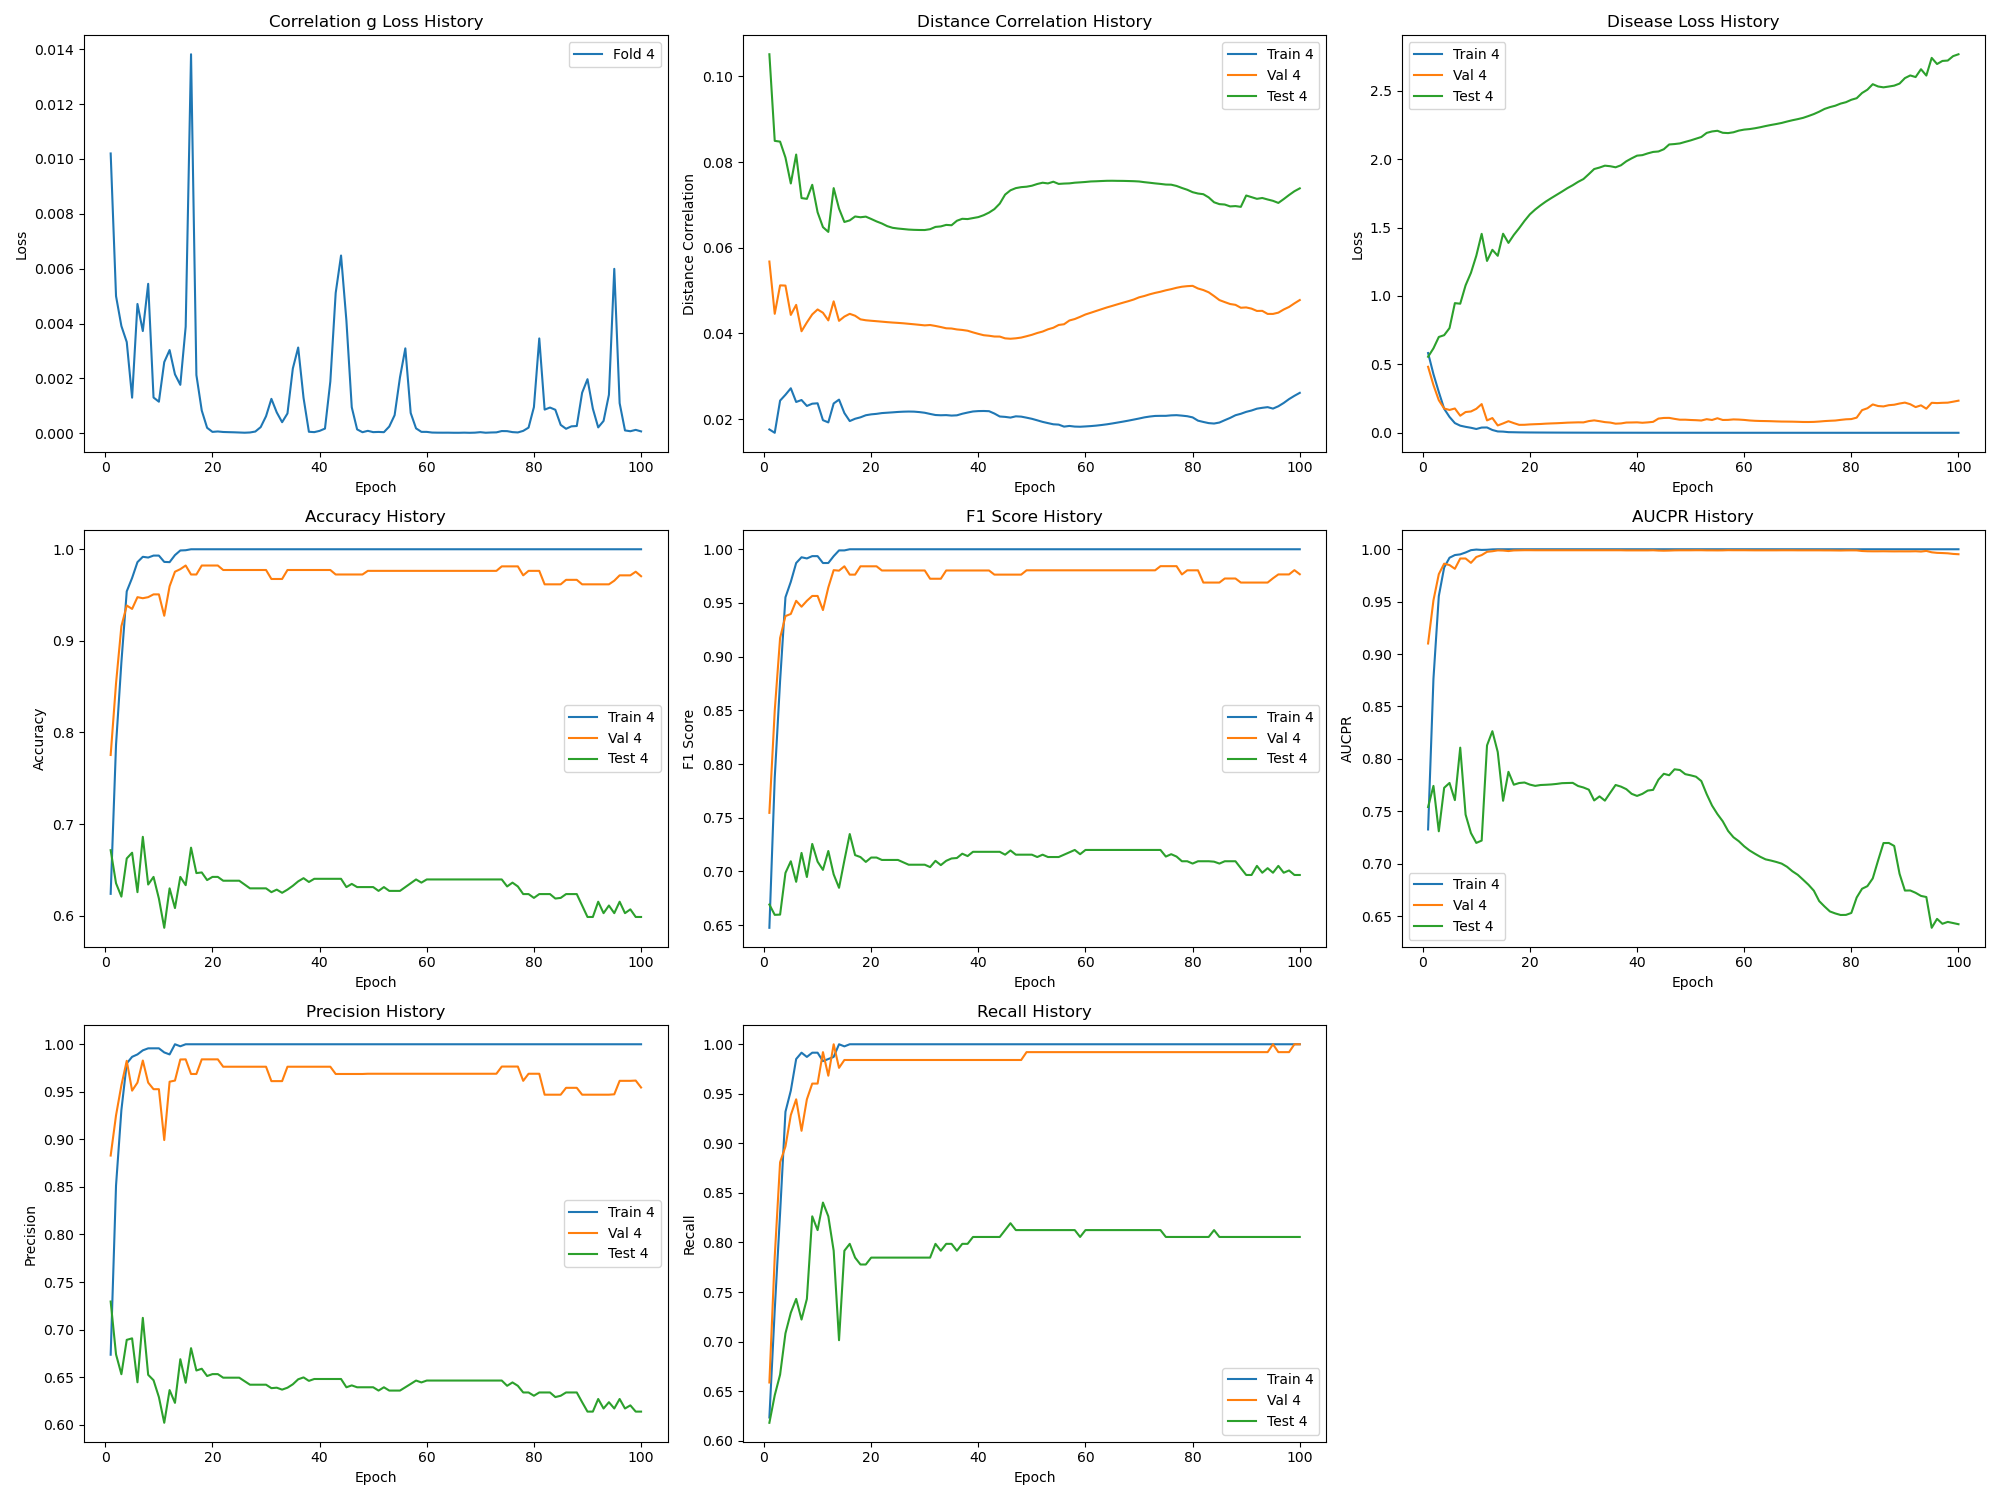 Correlation g Loss History
Loss
0.014
0.012
0.010
0.008
0.006
0.004
0.002
0.000
Fold 4
0 20 40 60 80 100
Epoch
Distance Correlation History
Distance Correlation
0.10
0.08
0.06
0.04
0.02
Train 4
Val 4
Test 4
0 20 40 60 80 100
Epoch
Disease Loss History
Loss
2.5
2.0
1.5
1.0
0.5
0.0
Train 4
Val 4
Test 4
0 20 40 60 80 100
Epoch
Accuracy History
Accuracy
1.0
0.9
0.8
0.7
0.6
Train 4
Val 4
Test 4
0 20 40 60 80 100
Epoch
F1 Score History
F1 Score
1.00
0.95
0.90
0.85
0.80
0.75
0.70
0.65
Train 4
Val 4
Test 4
0 20 40 60 80 100
Epoch
AUCPR History
AUCPR
1.00
0.95
0.90
0.85
0.80
0.75
0.70
0.65
Train 4
Val 4
Test 4
0 20 40 60 80 100
Epoch
Precision History
Precision
1.00
0.95
0.90
0.85
0.80
0.75
0.70
0.65
0.60
Train 4
Val 4
Test 4
0 20 40 60 80 100
Epoch
Recall History
Recall
1.00
0.95
0.90
0.85
0.80
0.75
0.70
0.65
0.60
Train 4
Val 4
Test 4
0 20 40 60 80 100
Epoch